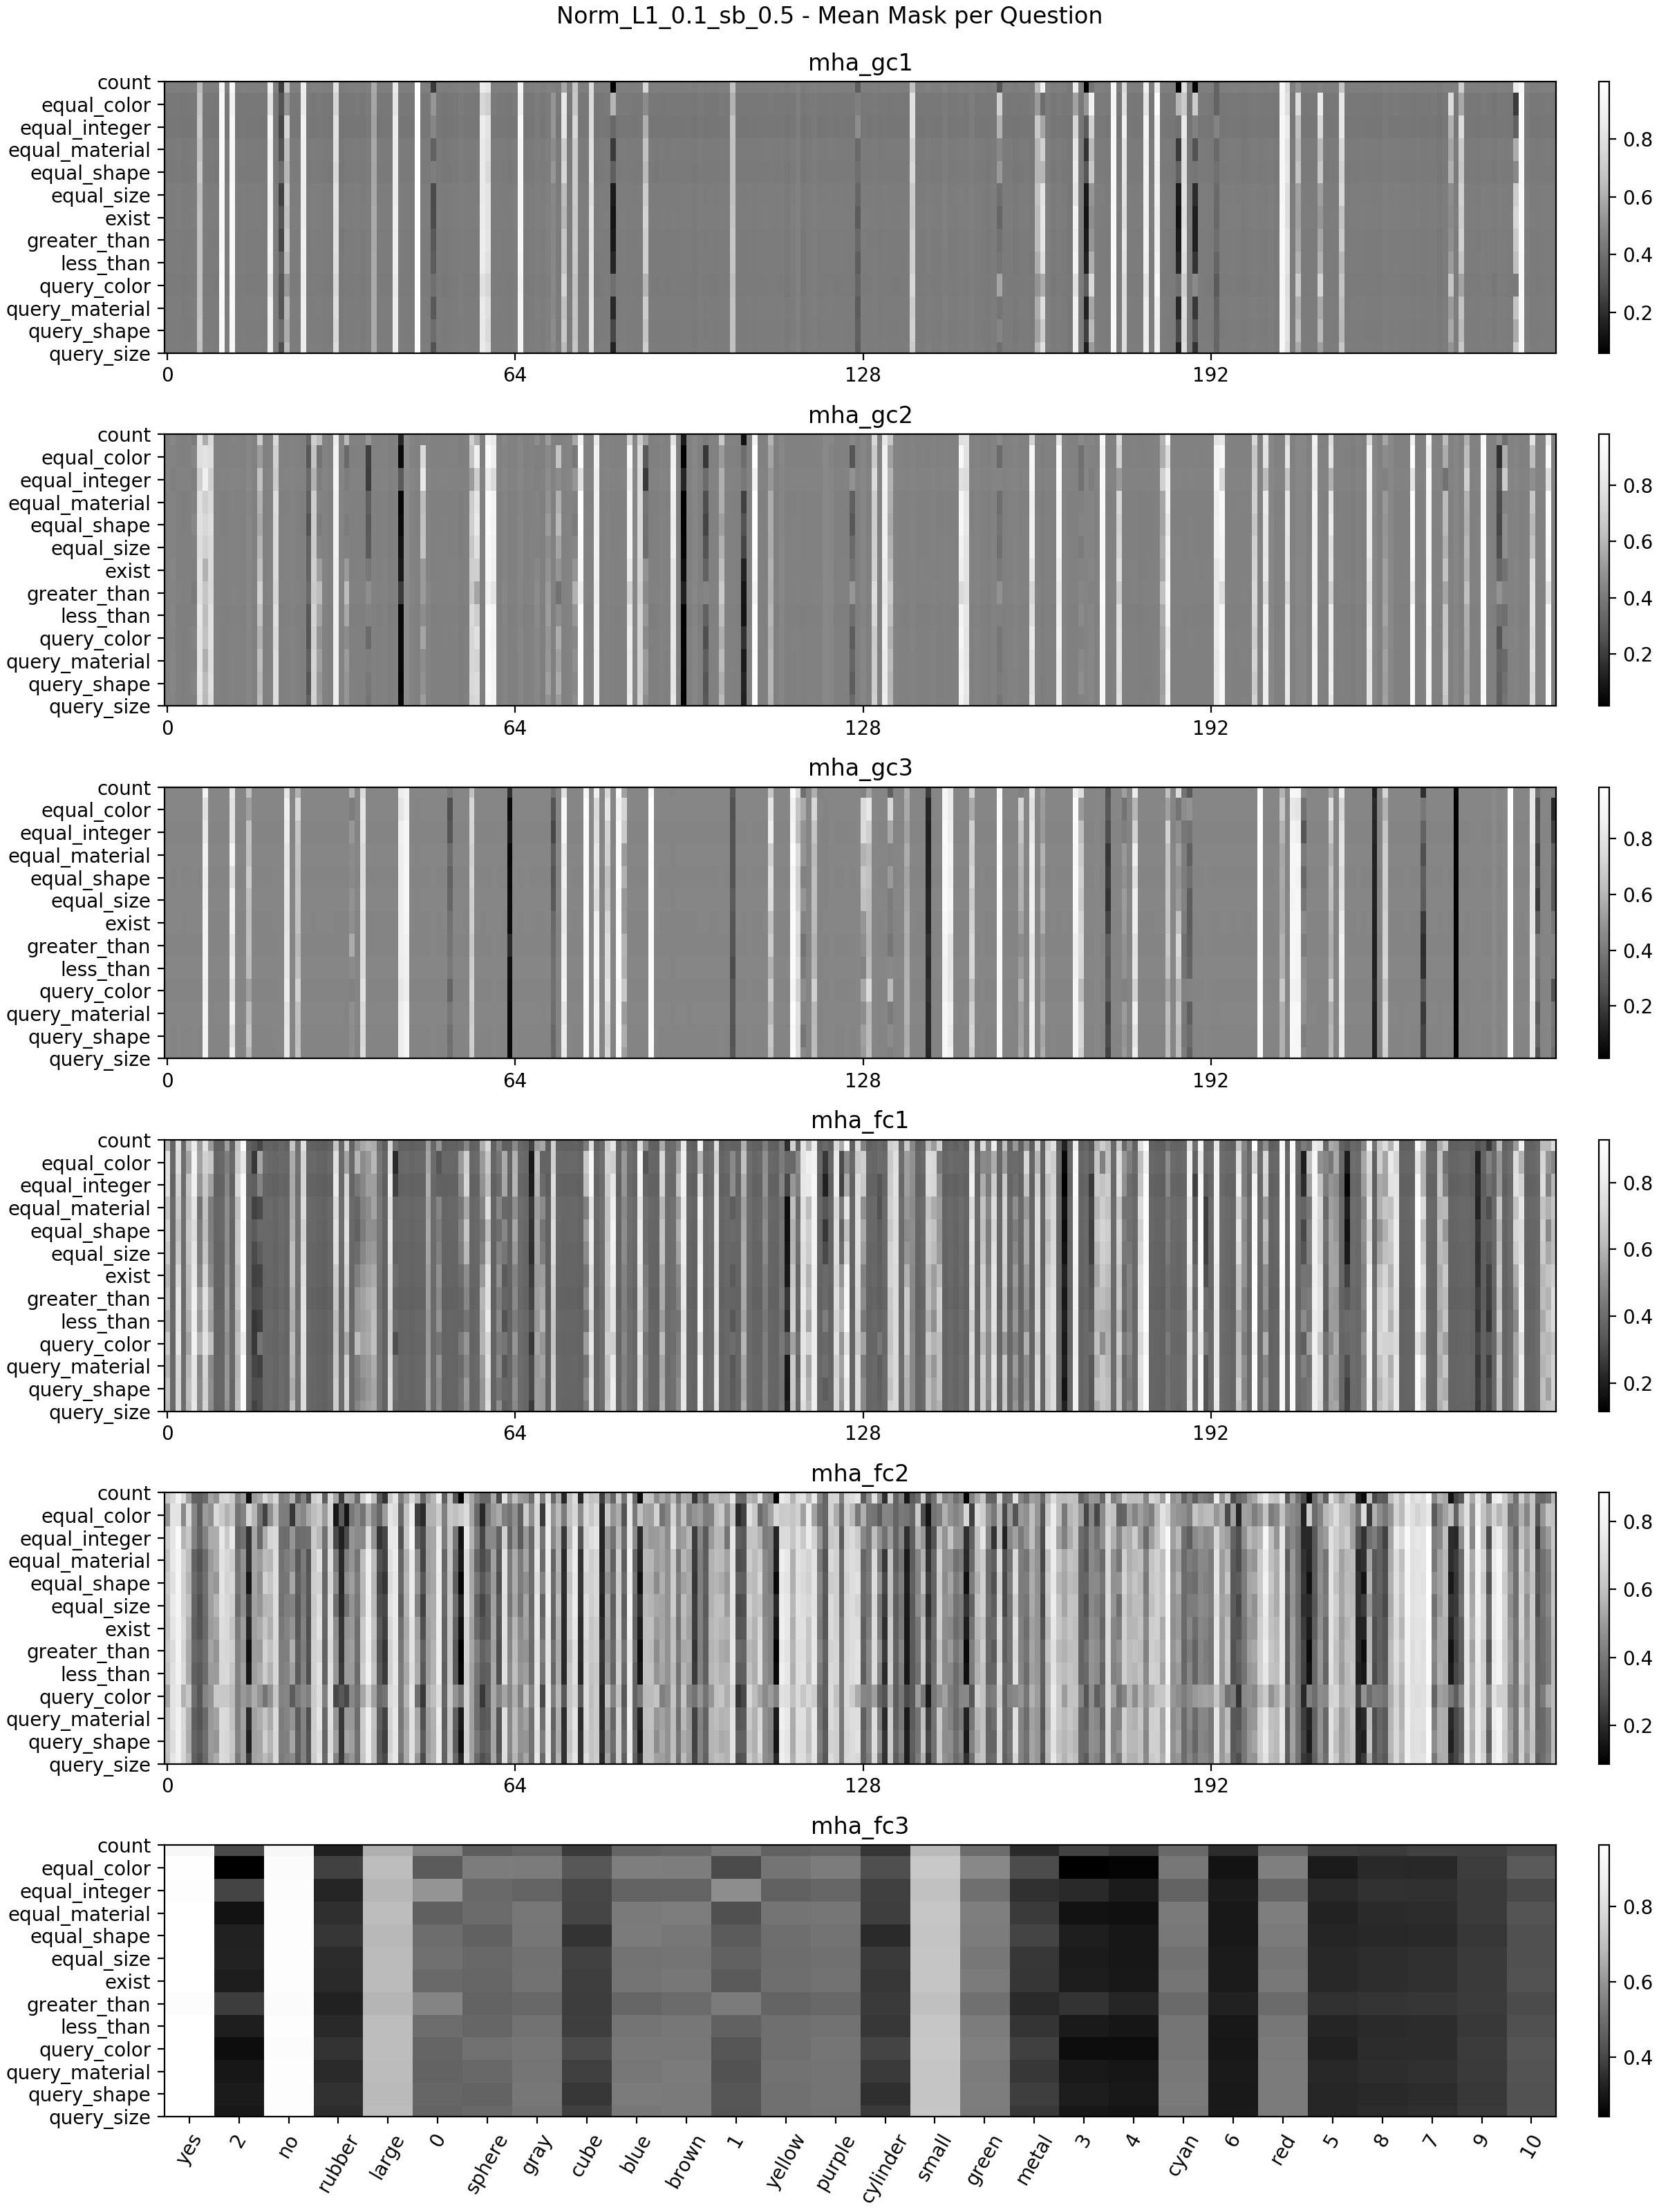 Norm_L1_0.1_sb_0.5 - Mean Mask per Question
mha_gc1
count
equal_color
equal_integer
equal_material
equal_shape
equal_size
exist
greater_than
less_than
query_color
query_material
query_shape
query_size
0 64 128 192
0.8
0.6
0.4
0.2
mha_gc2
count
equal_color
equal_integer
equal_material
equal_shape
equal_size
exist
greater_than
less_than
query_color
query_material
query_shape
query_size
0 64 128 192
0.8
0.6
0.4
0.2
mha_gc3
count
equal_color
equal_integer
equal_material
equal_shape
equal_size
exist
greater_than
less_than
query_color
query_material
query_shape
query_size
0 64 128 192
0.8
0.6
0.4
0.2
mha_fc1
count
equal_color
equal_integer
equal_material
equal_shape
equal_size
exist
greater_than
less_than
query_color
query_material
query_shape
query_size
0 64 128 192
0.8
0.6
0.4
0.2
mha_fc2
count
equal_color
equal_integer
equal_material
equal_shape
equal_size
exist
greater_than
less_than
query_color
query_material
query_shape
query_size
0 64 128 192
0.8
0.6
0.4
0.2
mha_fc3
count
equal_color
equal_integer
equal_material
equal_shape
equal_size
exist
greater_than
less_than
query_color
query_material
query_shape
query_size
yes 2 no rubber large 0 sphere gray cube blue brown 1 yellow purple cylinder small green metal 3 4 cyan 6 red 5 8 7 9 10
0.8
0.6
0.4